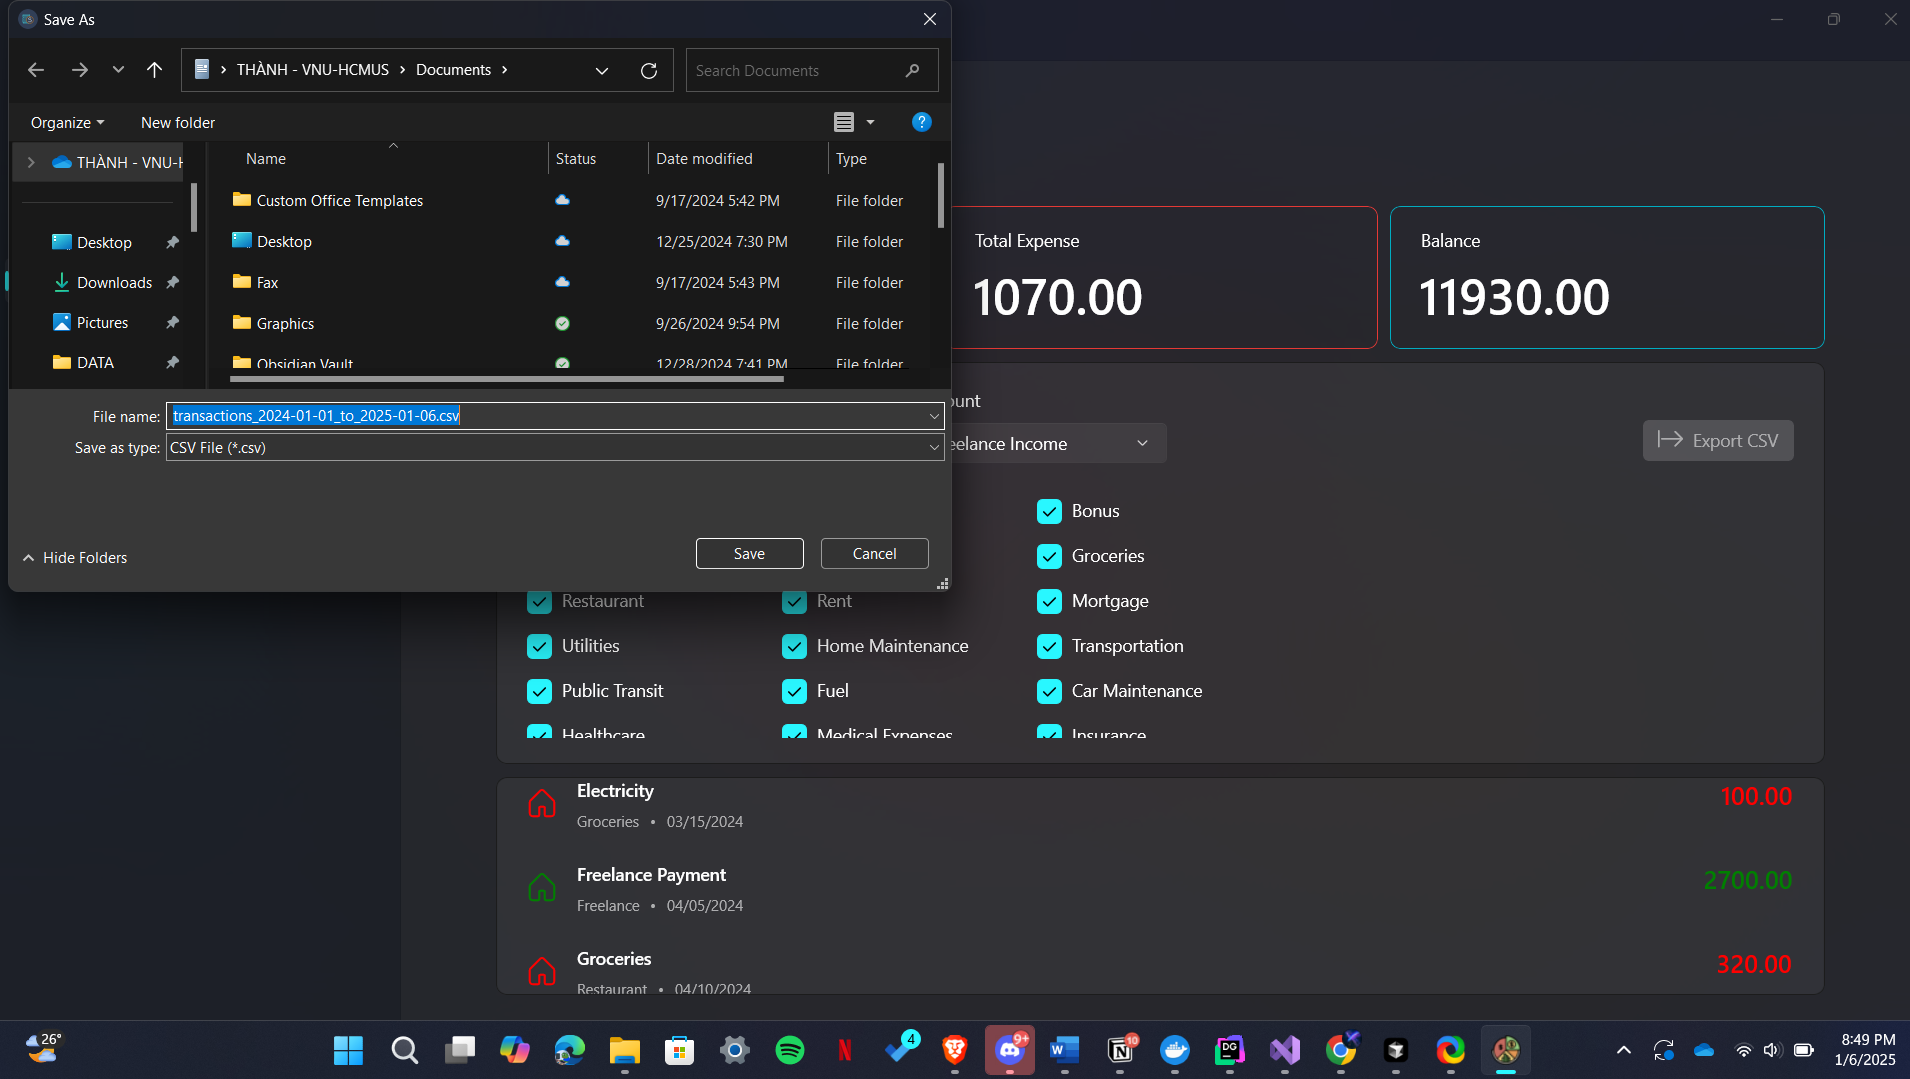 Save As
THÀNH - VNU-HCMUS > Documents >
Search Documents
Organize
New folder
THÀNH - VNU-H
Desktop
Downloads
Pictures
DATA
Name
Status
Date modified
Type
Custom Office Templates
9/17/2024 5:42 PM
File folder
Desktop
12/25/2024 7:30 PM
File folder
Fax
9/17/2024 5:43 PM
File folder
Graphics
9/26/2024 9:54 PM
File folder
Obsidian Vault
12/28/2024 7:41 PM
File folder
File name:
transactions_2024-01-01_to_2025-01-06.csv
Save as type:
CSV File (*.csv)
Hide Folders
Save
Cancel
Total Expense
1070.00
Balance
11930.00
ount
eelance Income
Export CSV
Bonus
Groceries
Restaurant
Rent
Mortgage
Utilities
Home Maintenance
Transportation
Public Transit
Fuel
Car Maintenance
Healthcare
Medical Expenses
Insurance
Electricity
Groceries • 03/15/2024
100.00
Freelance Payment
Freelance • 04/05/2024
2700.00
Groceries
Restaurant • 04/10/2024
320.00
26°
4
9+
10
DG
8:49 PM
1/6/2025